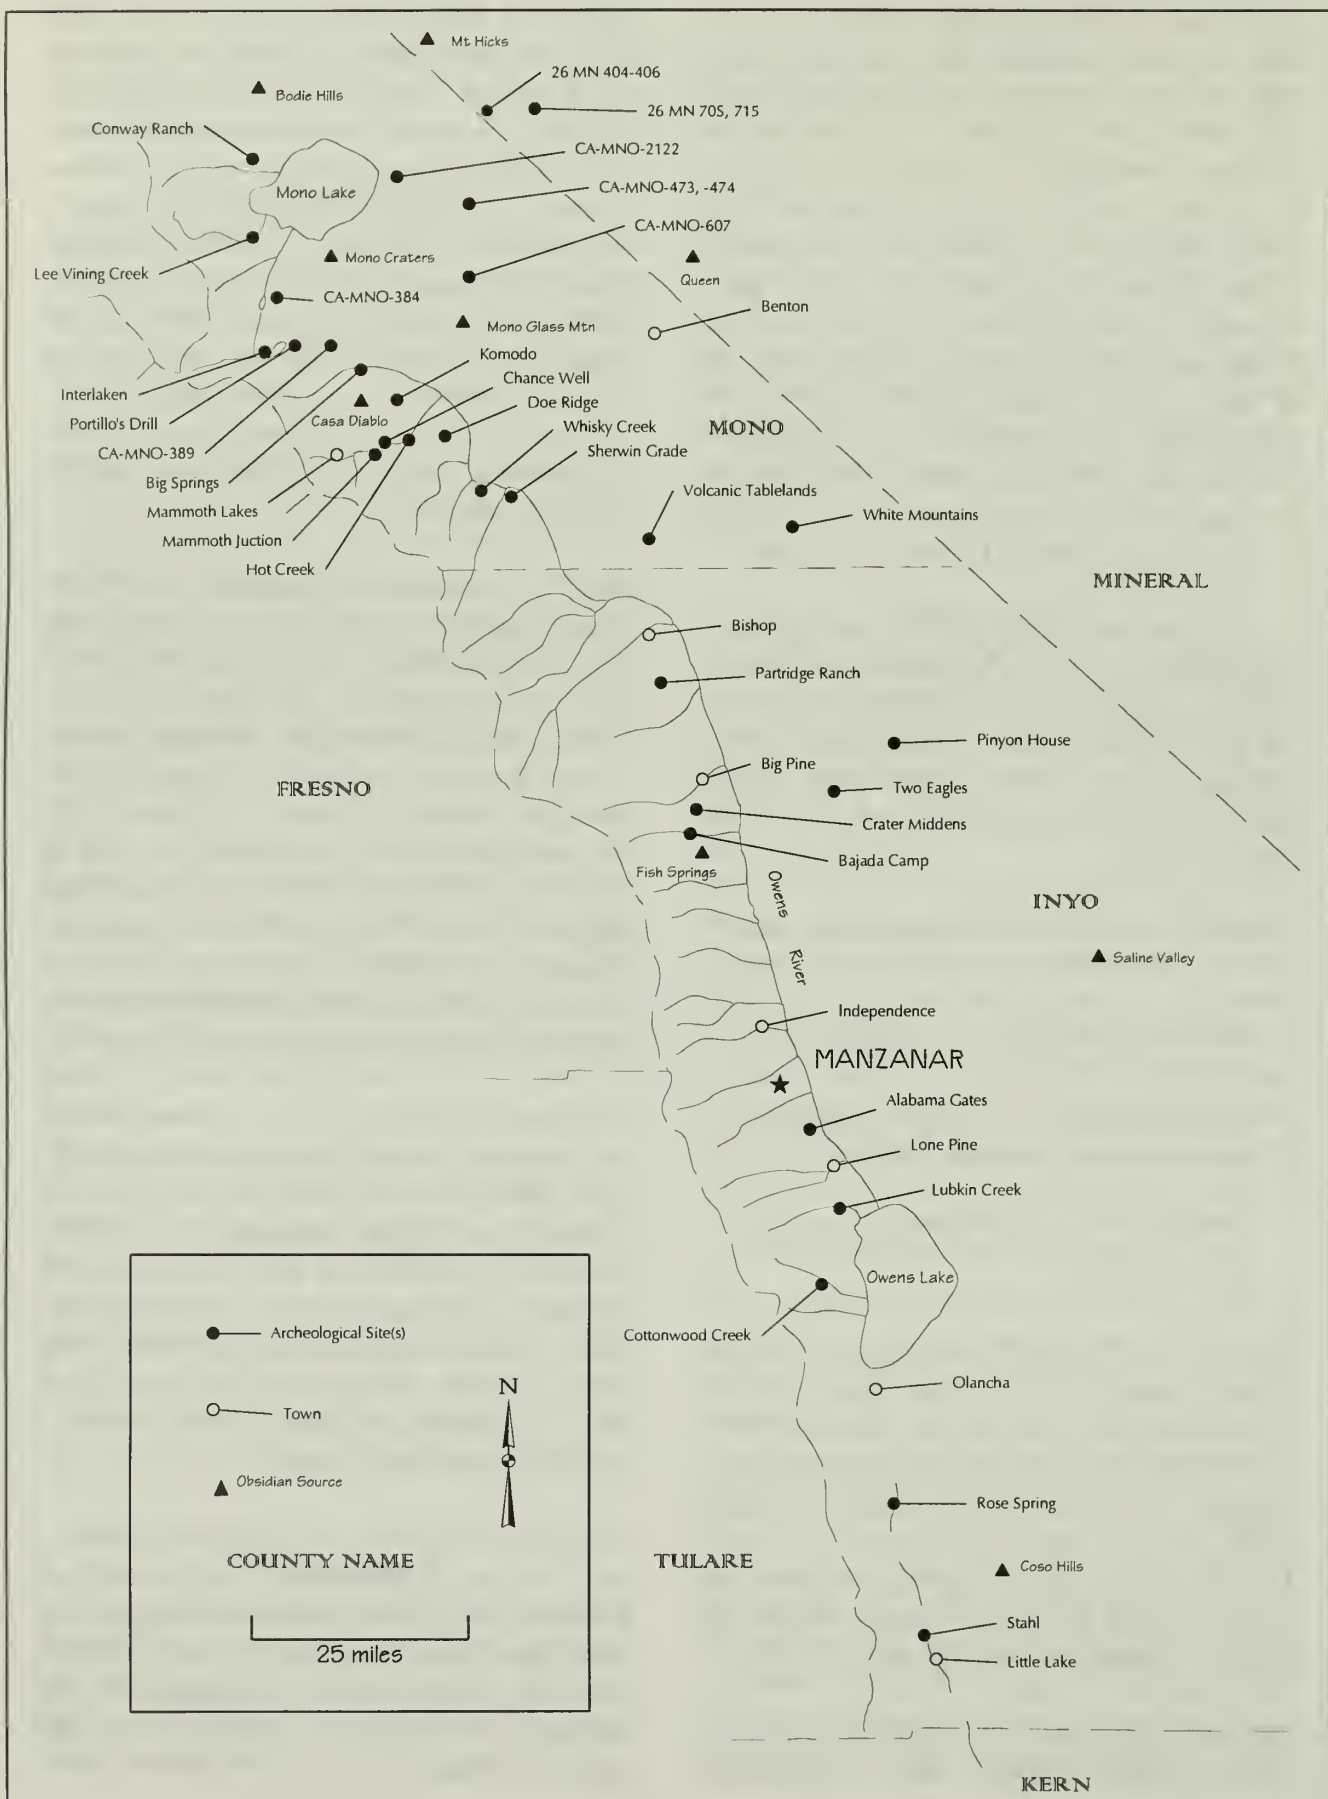 Mt Hicks
26 MN 404-406
Bodie Hills
26 MN 70S, 715
Conway Ranch
CA-MNO-2122
Mono Lake
CA-MNO-473, -474
CA-MNO-607
Lee Vining Creek
Mono Craters
Queen
CA-MNO-384
Benton
Mono Glass Mtn
Komodo
Chance Well
Interlaken
Doe Ridge
Portillo's Drill
Casa Diablo
Whisky Creek
MONO
CA-MNO-389
Sherwin Grade
Big Springs
Volcanic Tablelands
Mammoth Lakes
White Mountains
Mammoth Juction
Hot Creek
MINERAL
Bishop
Partridge Ranch
Pinyon House
Big Pine
FRESNO
Two Eagles
Crater Middens
Bajada Camp
Fish Springs
Owens
River
INYO
Saline Valley
Independence
MANZANAR
Alabama Gates
Lone Pine
Lubkin Creek
Owens Lake
Cottonwood Creek
Olancha
Archeological Site(s)
Town
N
Obsidian Source
COUNTY NAME
25 miles
Rose Spring
TULARE
Coso Hills
Stahl
Little Lake
KERN